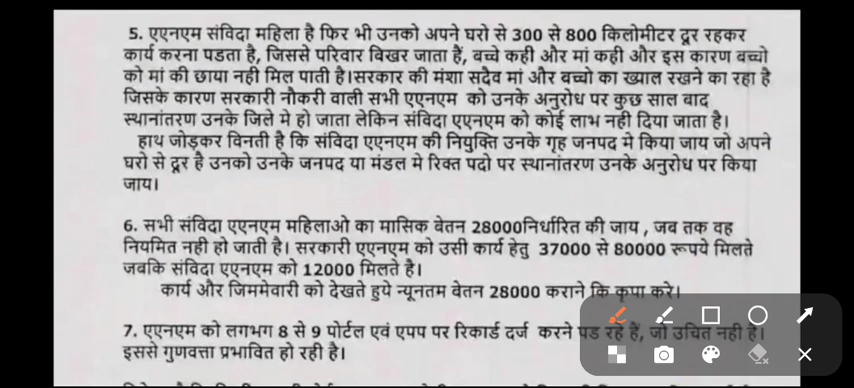 5. एएनएम संविदा महिला है फिर भी उनको अपने घरो से 300 से 800 किलोमीटर दूर रहकर
कार्य करना पडता है, जिससे परिवार बिखर जाता हैं, बच्चे कही और मां कही और इस कारण बच्चो
को मां की छाया नही मिल पाती है।सरकार की मंशा सदैव मां और बच्चो का ख्याल रखने का रहा है
जिसके कारण सरकारी नौकरी वाली सभी एएनएम को उनके अनुरोध पर कुछ साल बाद
स्थानांतरण उनके जिले मे हो जाता लेकिन संविदा एएनएम को कोई लाभ नही दिया जाता है।
हाथ जोड़कर विनती है कि संविदा एएनएम की नियुक्ति उनके गृह जनपद मे किया जाय जो अपने
घरो से दूर है उनको उनके जनपद या मंडल मे रिक्त पदो पर स्थानांतरण उनके अनुरोध पर किया
जाय।
6. सभी संविदा एएनएम महिलाओ का मासिक बेतन 28000निर्धारित की जाय , जब तक वह
नियमित नही हो जाती है। सरकारी एएनएम को उसी कार्य हेतु 37000 से 80000 रूपये मिलते
जबकि संविदा एएनएम को 12000 मिलते है।
कार्य और जिममेवारी को देखते हुये न्यूनतम बेतन 28000 कराने कि कृपा करे।
7. एएनएम को लगभग 8 से 9 पोर्टल एवं एपप पर रिकार्ड दर्ज करने पड रहे हैं, जो उचित नही है।
इससे गुणवत्ता प्रभावित हो रही है।